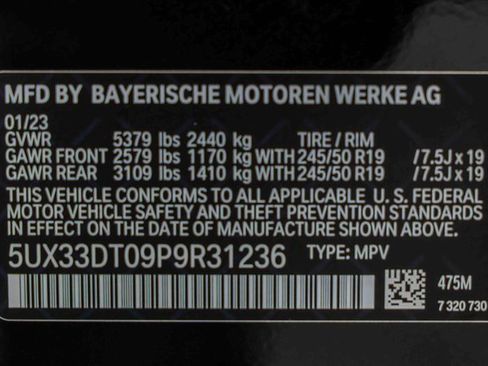 MFD BY BAYERISCHE MOTOREN WERKE AG
01/23
GVWR 5379 lbs 2440 kg TIRE / RIM
GAWR FRONT 2579 lbs 1170 kg WITH 245/50 R19 /7.5J x 19
GAWR REAR 3109 lbs 1410 kg WITH 245/50 R19 /7.5J x 19
THIS VEHICLE CONFORMS TO ALL APPLICABLE U. S. FEDERAL
MOTOR VEHICLE SAFETY AND THEFT PREVENTION STANDARDS
IN EFFECT ON THE DATE OF MANUFACTURE SHOWN ABOVE.
5UX33DT09P9R31236 TYPE: MPV
475M
7 320 730